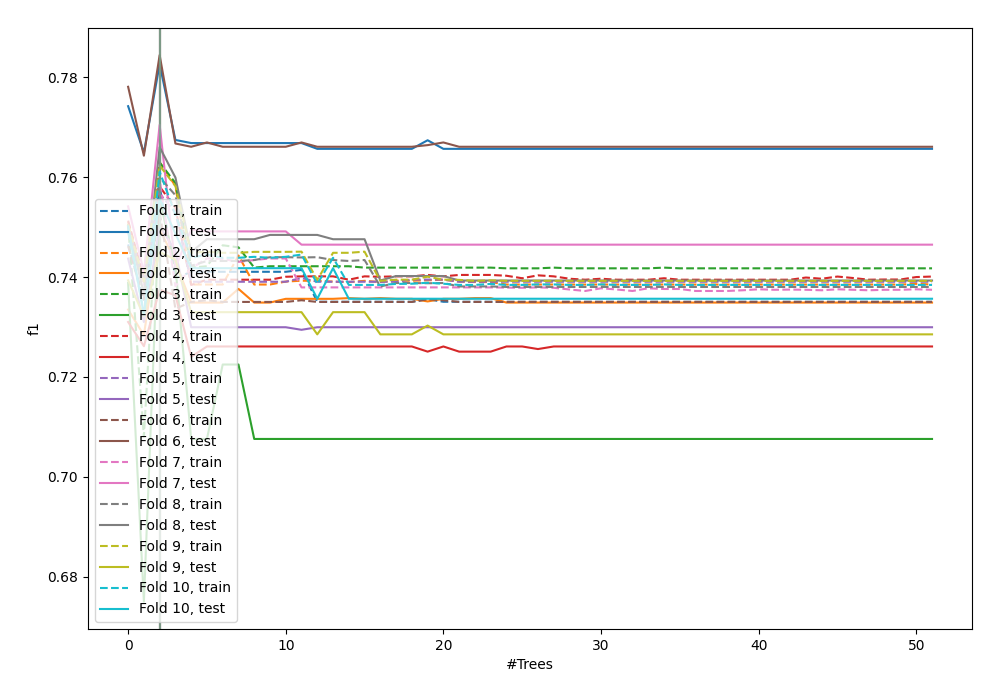 0.78
0.76
0.74
0.72
0.70
0.68
f1
Fold 1, train
Fold 1, test
Fold 2, train
Fold 2, test
Fold 3, train
Fold 3, test
Fold 4, train
Fold 4, test
Fold 5, train
Fold 5, test
Fold 6, train
Fold 6, test
Fold 7, train
Fold 7, test
Fold 8, train
Fold 8, test
Fold 9, train
Fold 9, test
Fold 10, train
Fold 10, test
0 10 20 30 40 50
#Trees